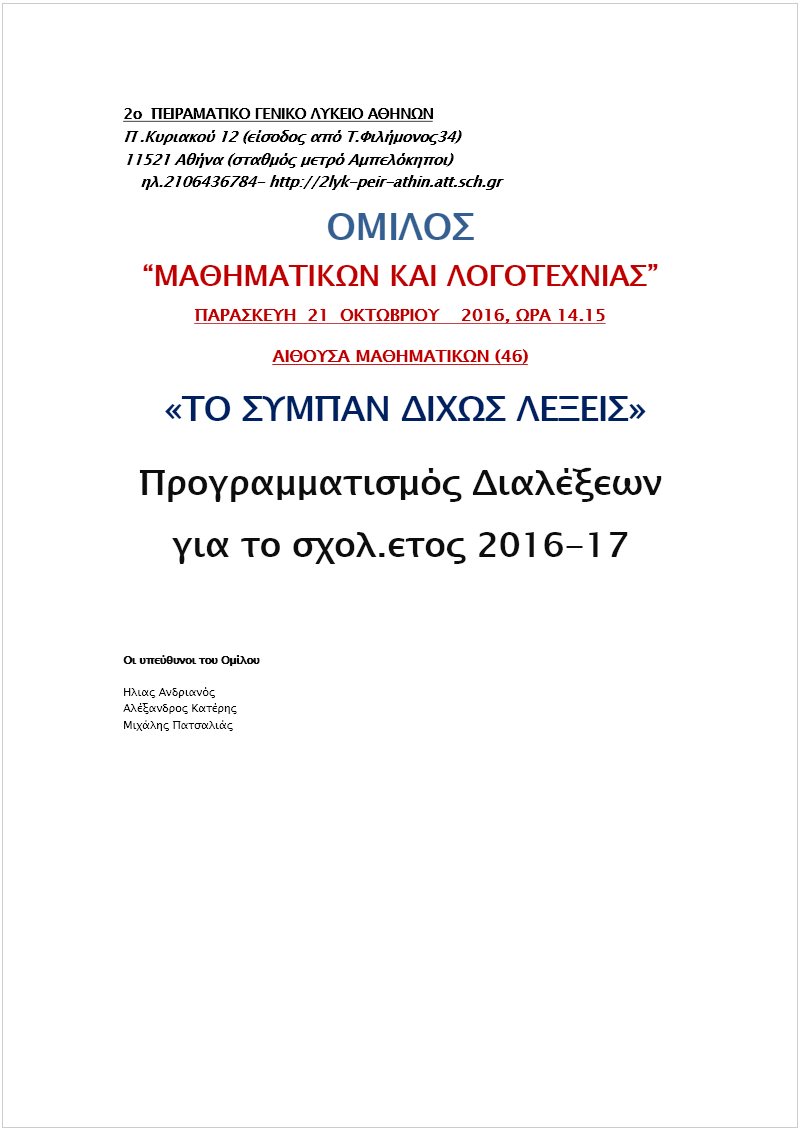 2ο ΠΕΙΡΑΜΑΤΙΚΟ ΓΕΝΙΚΟ ΛΥΚΕΙΟ ΑΘΗΝΩΝ
Π .Κυριακού 12 (είσοδος από Τ.Φιλήμονος34)
11521 Αθήνα (σταθμός μετρό Αμπελόκηποι)
ηλ.2106436784- http://2lyk-peir-athin.att.sch.gr
ΟΜΙΛΟΣ
“ΜΑΘΗΜΑΤΙΚΩΝ ΚΑΙ ΛΟΓΟΤΕΧΝΙΑΣ”
ΠΑΡΑΣΚΕΥΗ 21 ΟΚΤΩΒΡΙΟΥ 2016, ΩΡΑ 14.15
ΑΙΘΟΥΣΑ ΜΑΘΗΜΑΤΙΚΩΝ (46)
«ΤΟ ΣΥΜΠΑΝ ΔΙΧΩΣ ΛΕΞΕΙΣ»
Προγραμματισμός Διαλέξεων
για το σχολ.ετος 2016-17
Οι υπεύθυνοι του Ομίλου
Ηλιας Ανδριανός
Αλέξανδρος Κατέρης
Μιχάλης Πατσαλιάς